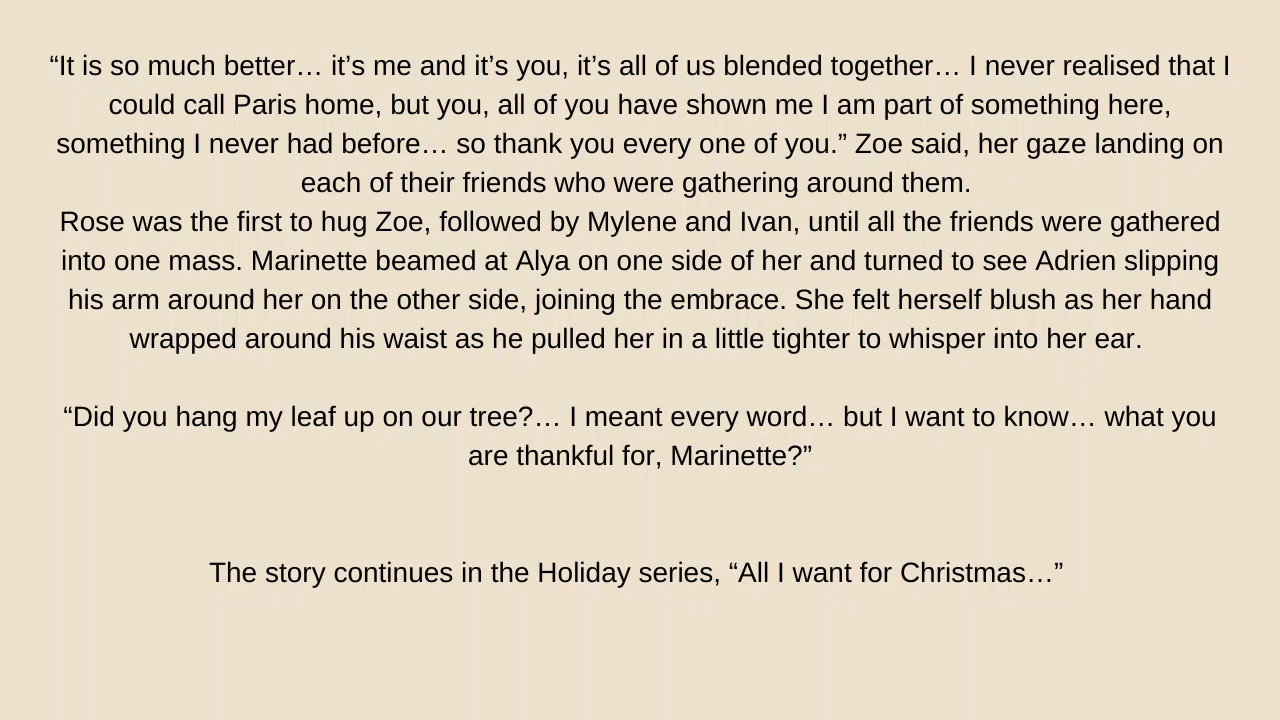 “It is so much better… it’s me and it’s you, it’s all of us blended together… I never realised that I
could call Paris home, but you, all of you have shown me I am part of something here,
something I never had before… so thank you every one of you.” Zoe said, her gaze landing on
each of their friends who were gathering around them.
Rose was the first to hug Zoe, followed by Mylene and Ivan, until all the friends were gathered
into one mass. Marinette beamed at Alya on one side of her and turned to see Adrien slipping
his arm around her on the other side, joining the embrace. She felt herself blush as her hand
wrapped around his waist as he pulled her in a little tighter to whisper into her ear.
“Did you hang my leaf up on our tree?… I meant every word… but I want to know… what you
are thankful for, Marinette?”
The story continues in the Holiday series, “All I want for Christmas…”